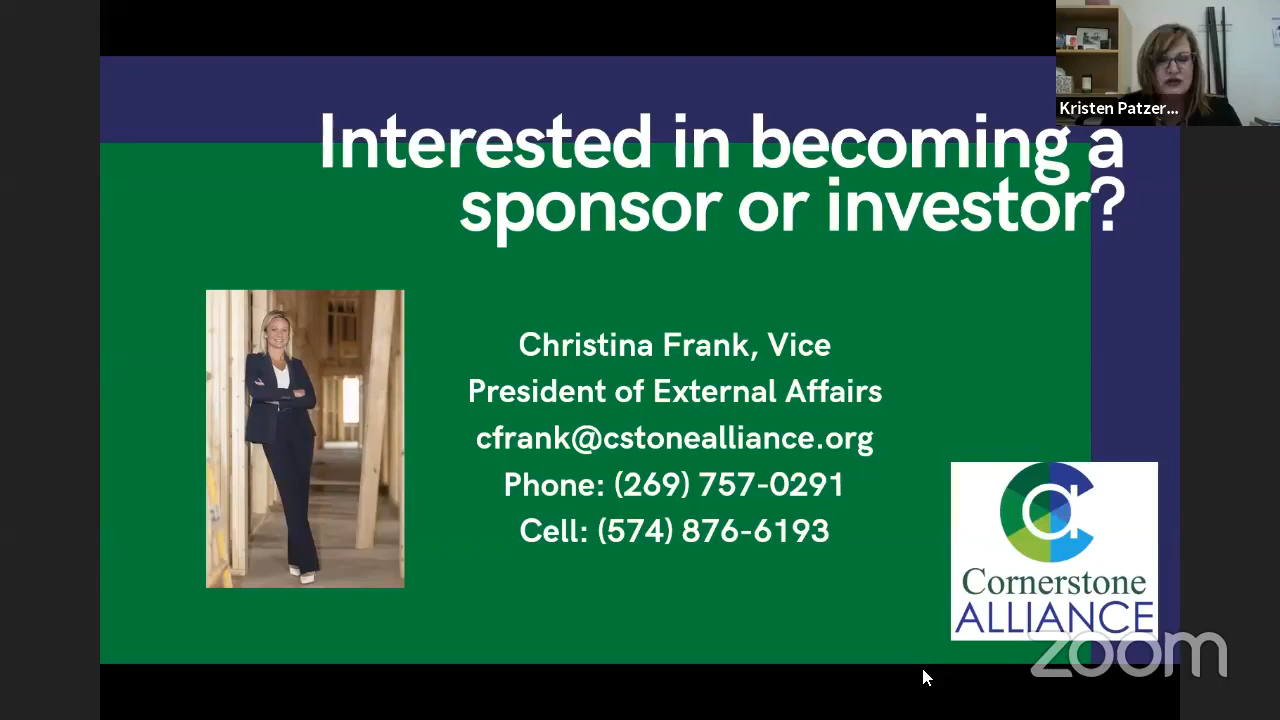 Kristen Patzer...
Interested in becoming a
sponsor or investor?
Christina Frank, Vice
President of External Affairs
cfrank@cstonealliance.org
Phone: (269) 757-0291
Cell: (574) 876-6193
Cornerstone
ALLIANCE
zoom